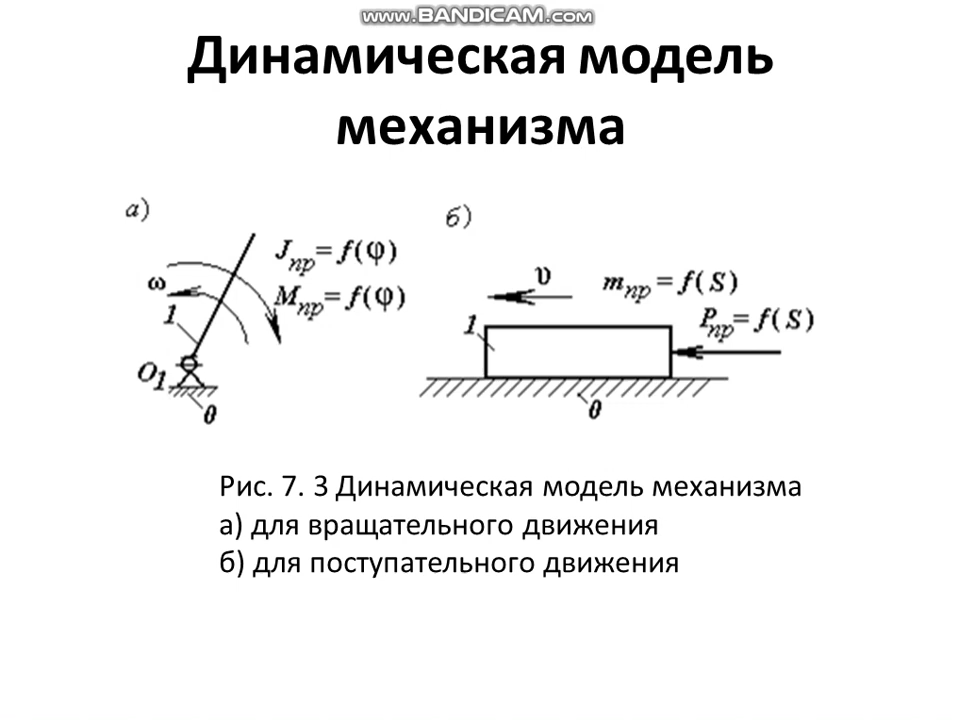 www.BANDICAM.com
Динамическая модель
механизма
а)
Jпр = f(φ)
Mпр = f(φ)
ω
1
O1
0
б)
υ
mпр = f(S)
Pпр = f(S)
1
0
Рис. 7. 3 Динамическая модель механизма
а) для вращательного движения
б) для поступательного движения